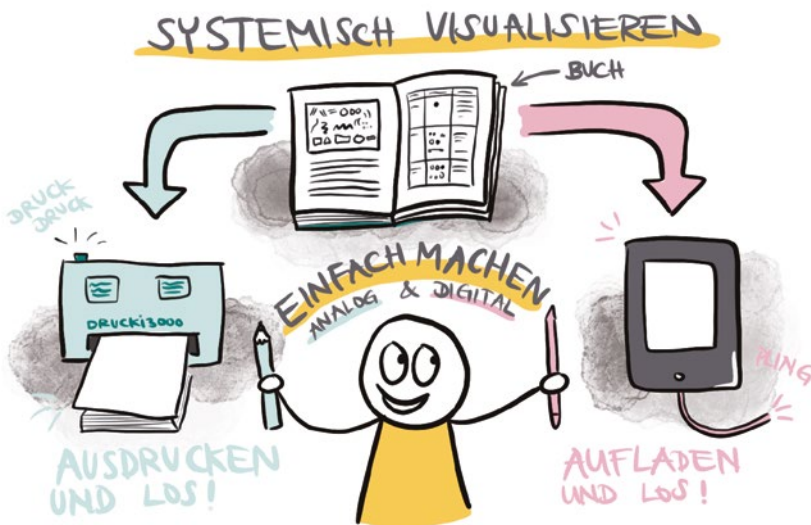 SYSTEMISCH VISUALISIEREN
BUCH
DRUCK
DRUCK
DRUCKi3000
EINFACH MACHEN
ANALOG & DIGITAL
PLING
AUSDRUCKEN
UND LOS!
AUFLADEN
UND LOS!